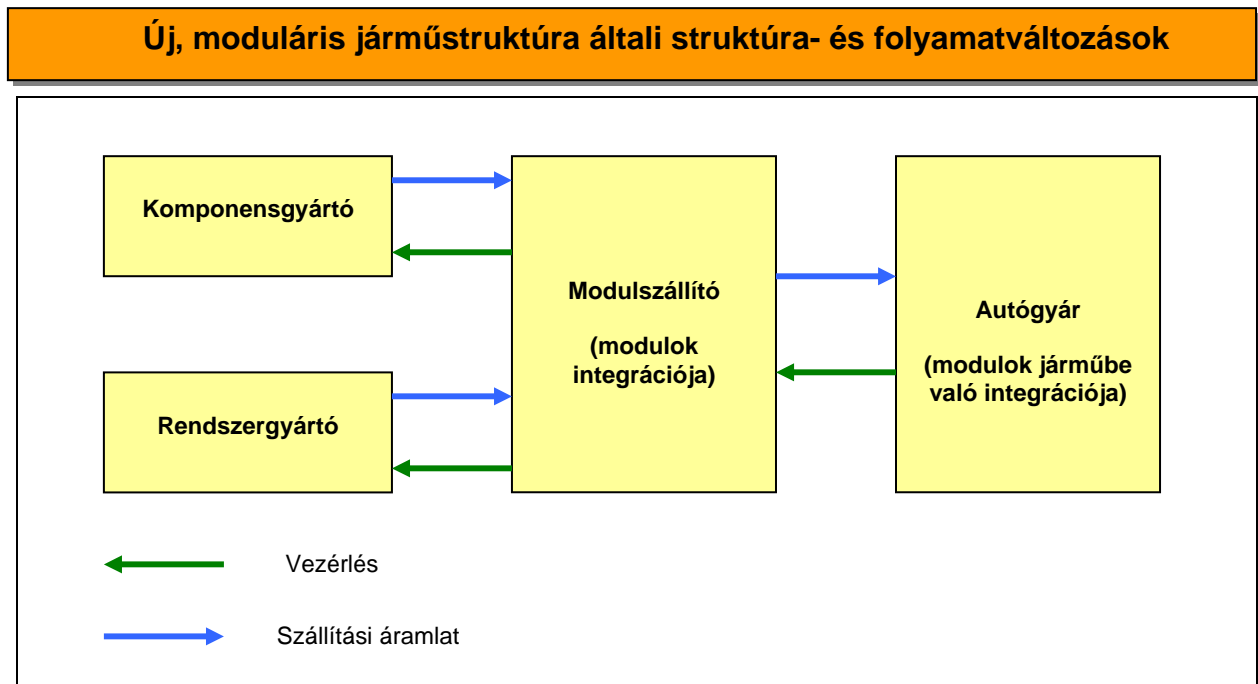 Új, moduláris járműstruktúra általi struktúra- és folyamatváltozások
Komponensgyártó
Rendszergyártó
Modulszállító
(modulok
integrációja)
Autógyár
(modulok járműbe
való integrációja)
Vezérlés
Szállítási áramlat